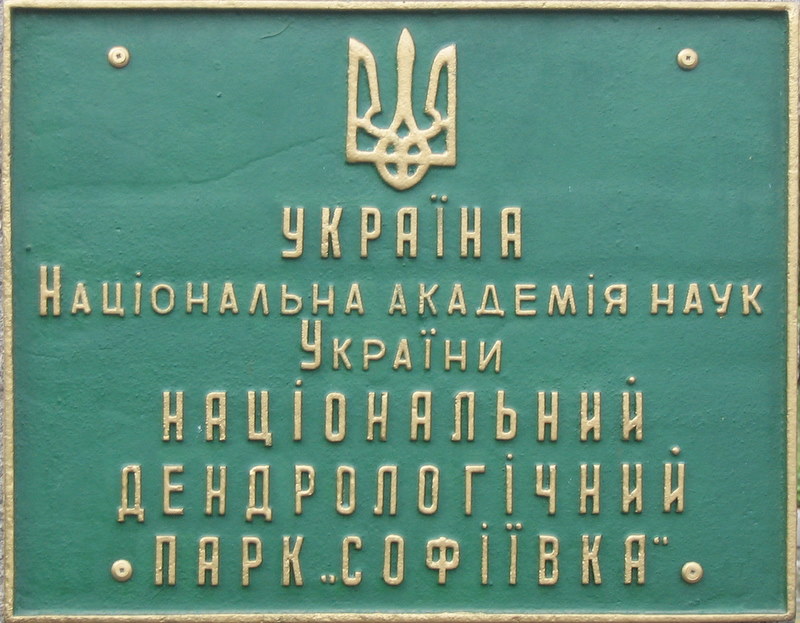 УКРАЇНА
НАЦІОНАЛЬНА АКАДЕМІЯ НАУК
УКРАЇНИ
НАЦІОНАЛЬНИЙ
ДЕНДРОЛОГІЧНИЙ
ПАРК „СОФІЇВКА“